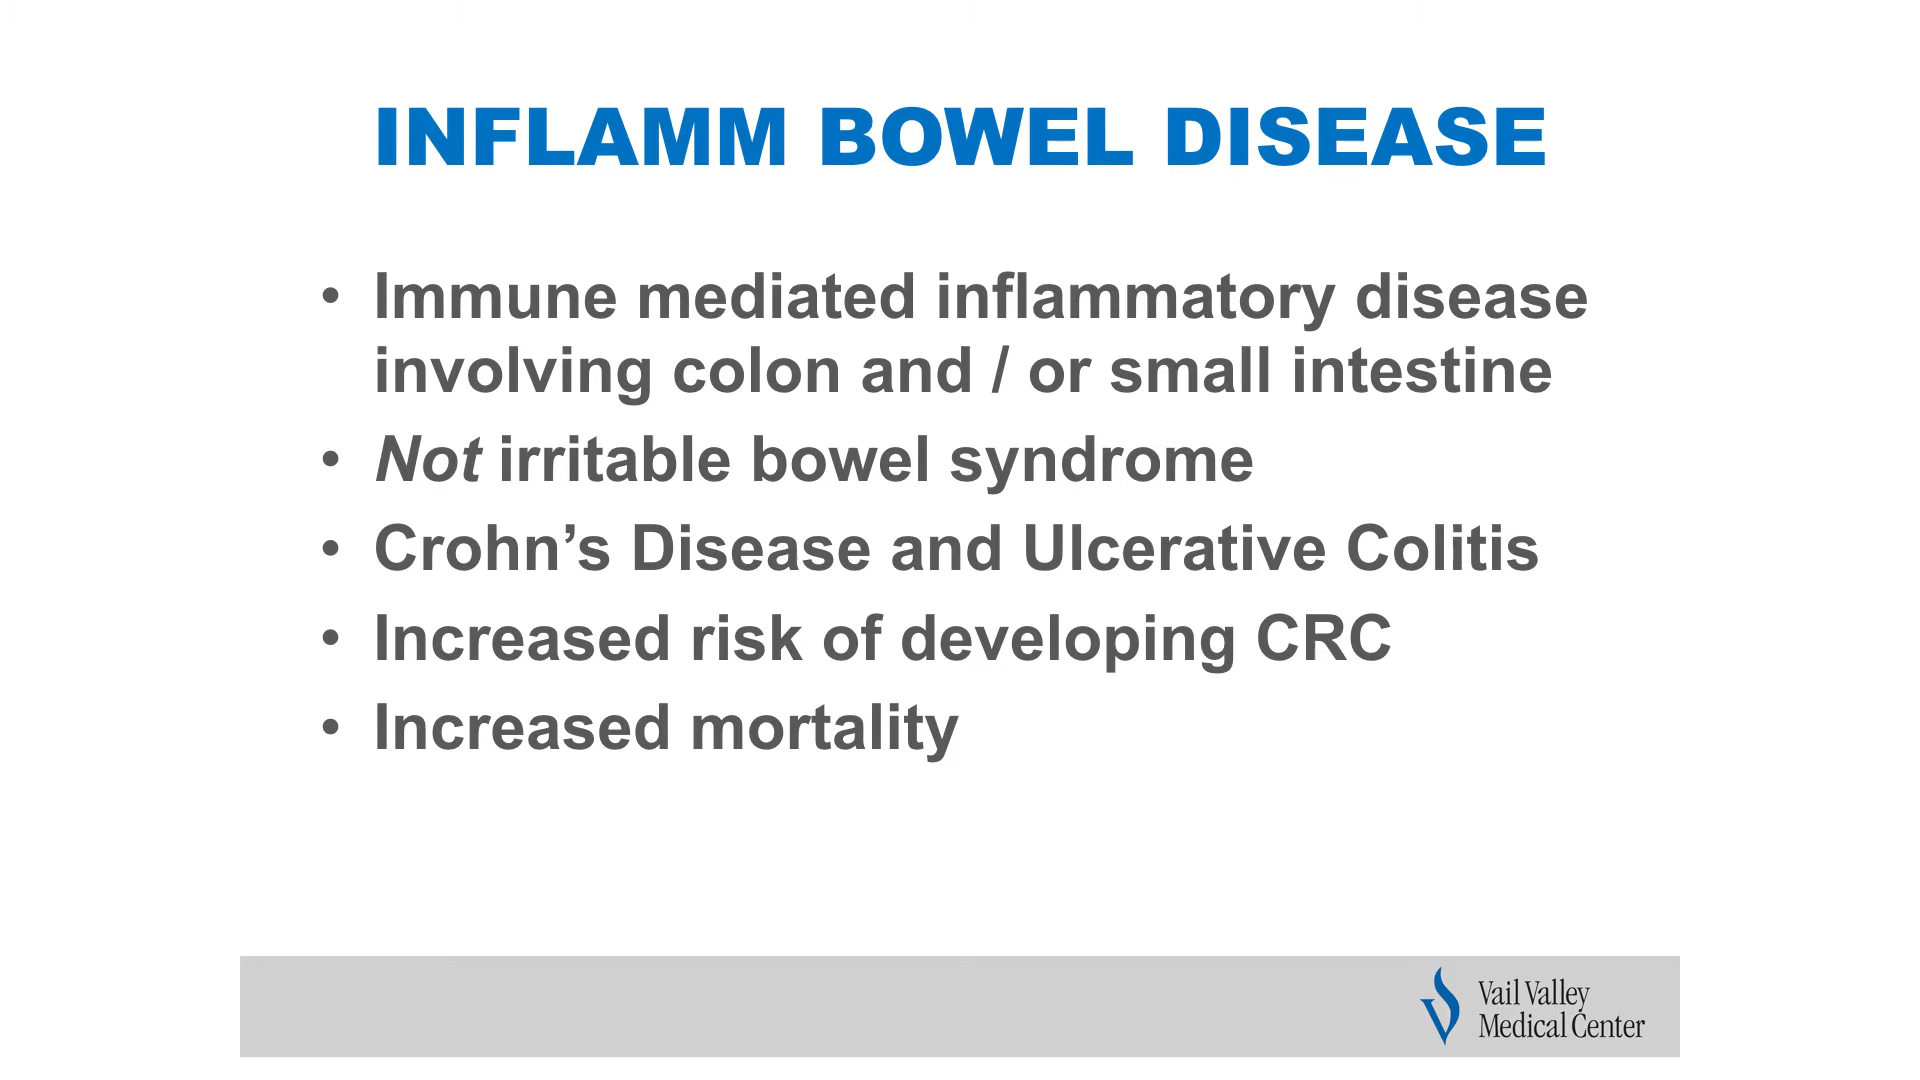 INFLAMM BOWEL DISEASE
• Immune mediated inflammatory disease
involving colon and / or small intestine
• Not irritable bowel syndrome
• Crohn’s Disease and Ulcerative Colitis
• Increased risk of developing CRC
• Increased mortality
Vail Valley
Medical Center